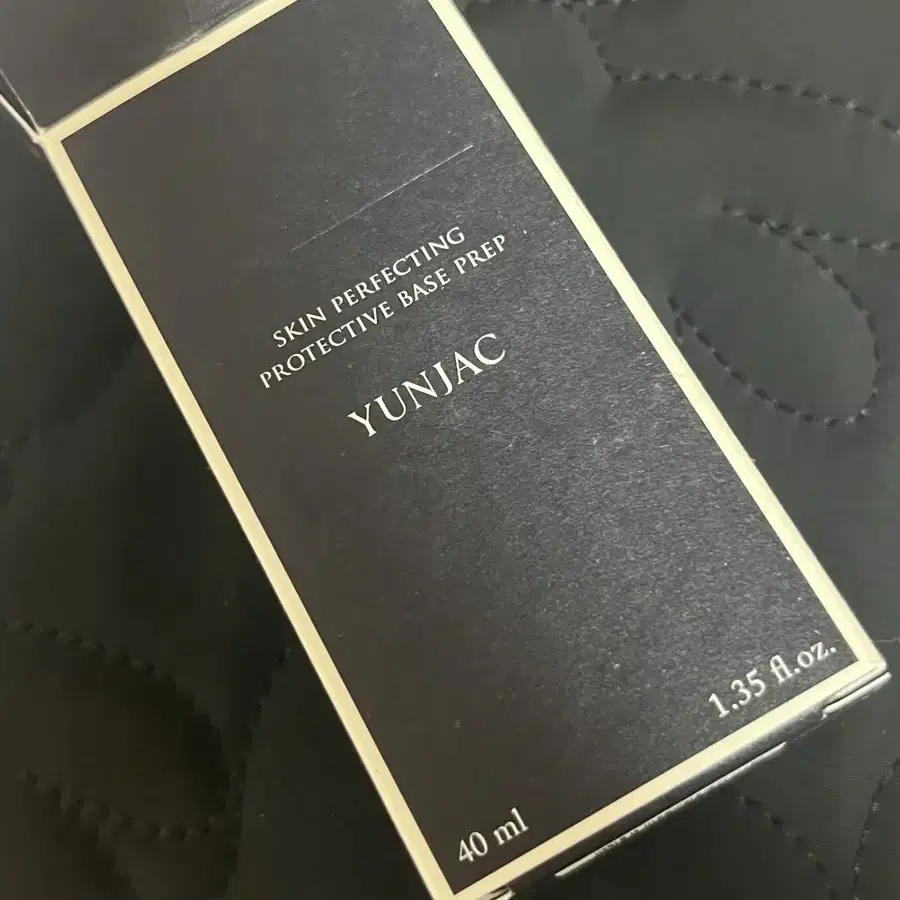 SKIN PERFECTING
PROTECTIVE BASE PREP
YUNJAC
40 ml
1.35 fl.oz.